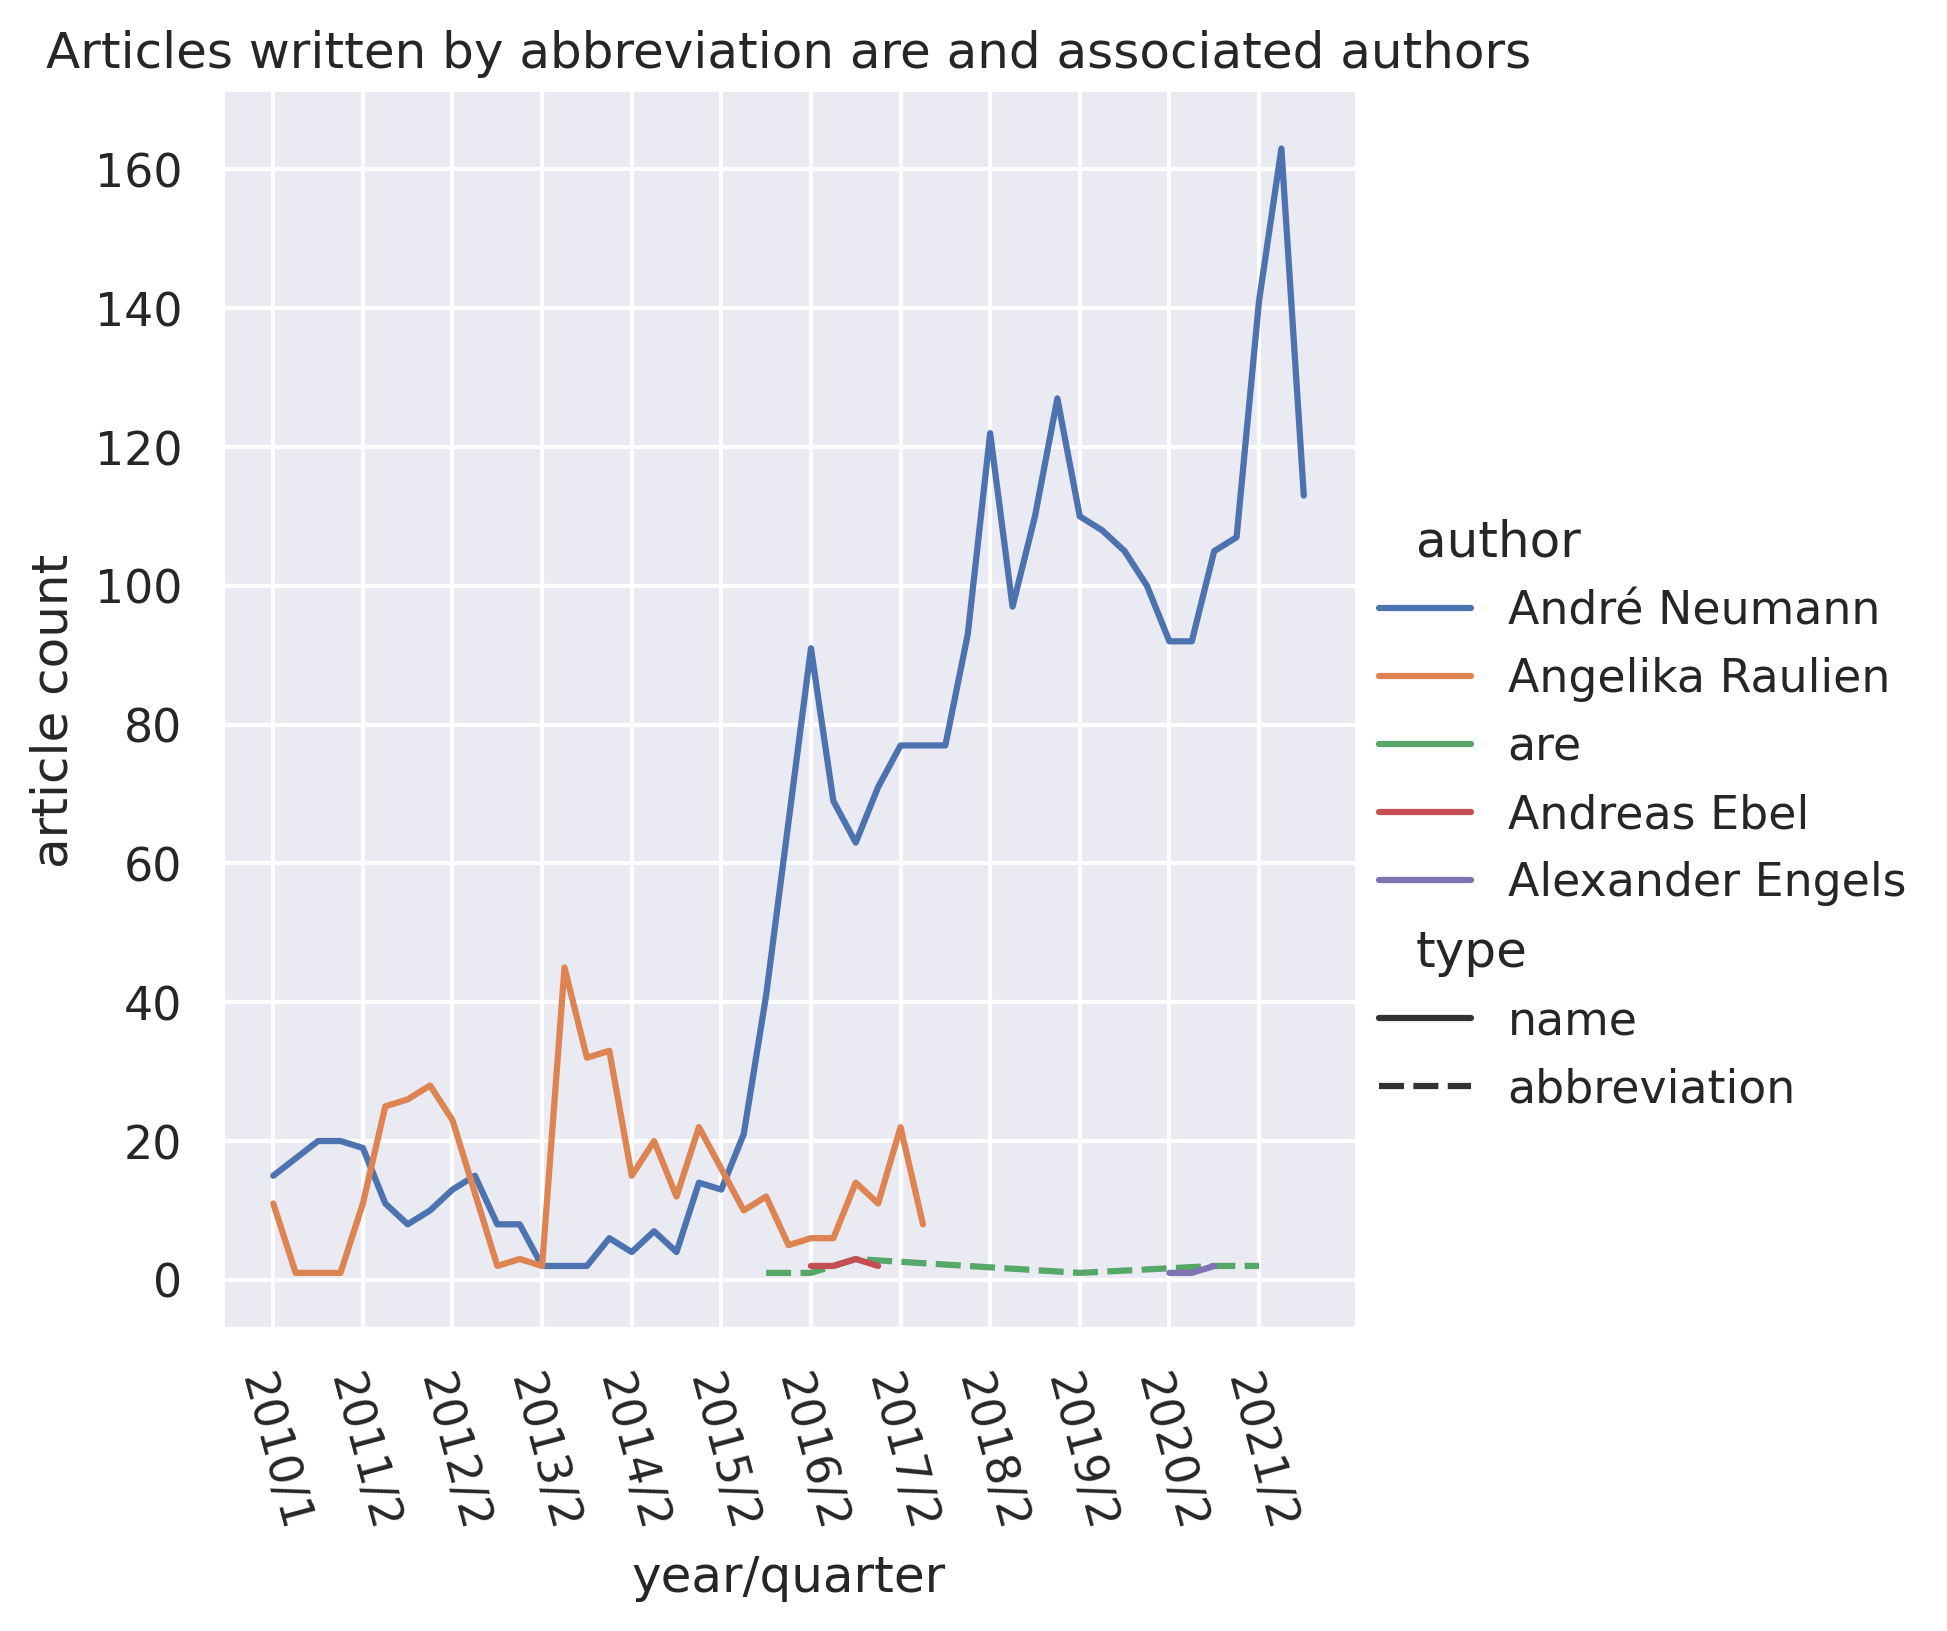 Articles written by abbreviation are and associated authors
160
140
120
100
80
60
40
20
0
article count
2010/1
2011/2
2012/2
2013/2
2014/2
2015/2
2016/2
2017/2
2018/2
2019/2
2020/2
2021/2
year/quarter
author
André Neumann
Angelika Raulien
are
Andreas Ebel
Alexander Engels
type
name
abbreviation